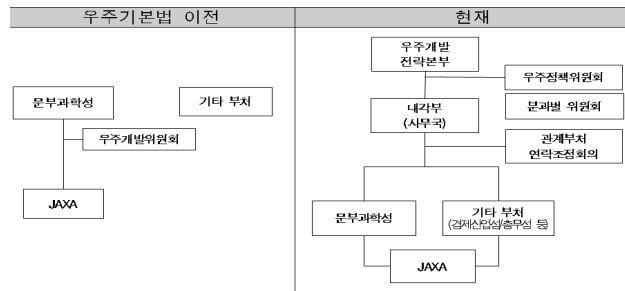 우주기본법 이전
현재
문부과학성
기타 부처
우주개발위원회
JAXA
우주개발
전략본부
우주정책위원회
내각부
(사무국)
분과별 위원회
관계부처
연락조정회의
문부과학성
기타 부처
(경제산업성/총무성 등)
JAXA